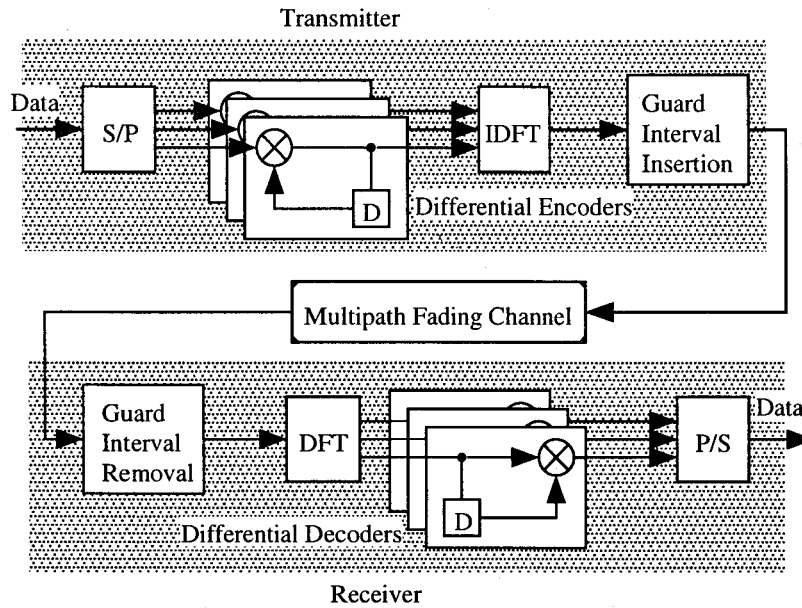 Transmitter
Data
S/P
D
Differential Encoders
IDFT
Guard
Interval
Insertion
Multipath Fading Channel
Guard
Interval
Removal
DFT
D
Differential Decoders
P/S
Data
Receiver